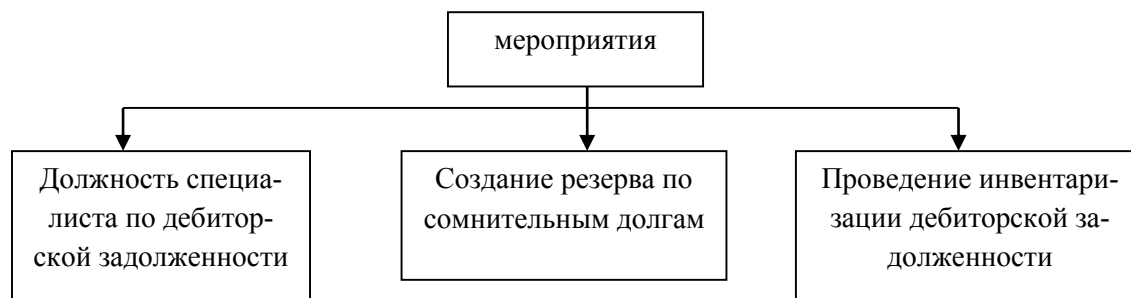 мероприятия
Должность специа-
листа по дебитор-
ской задолженности
Создание резерва по
сомнительным долгам
Проведение инвентари-
зации дебиторской за-
долженности